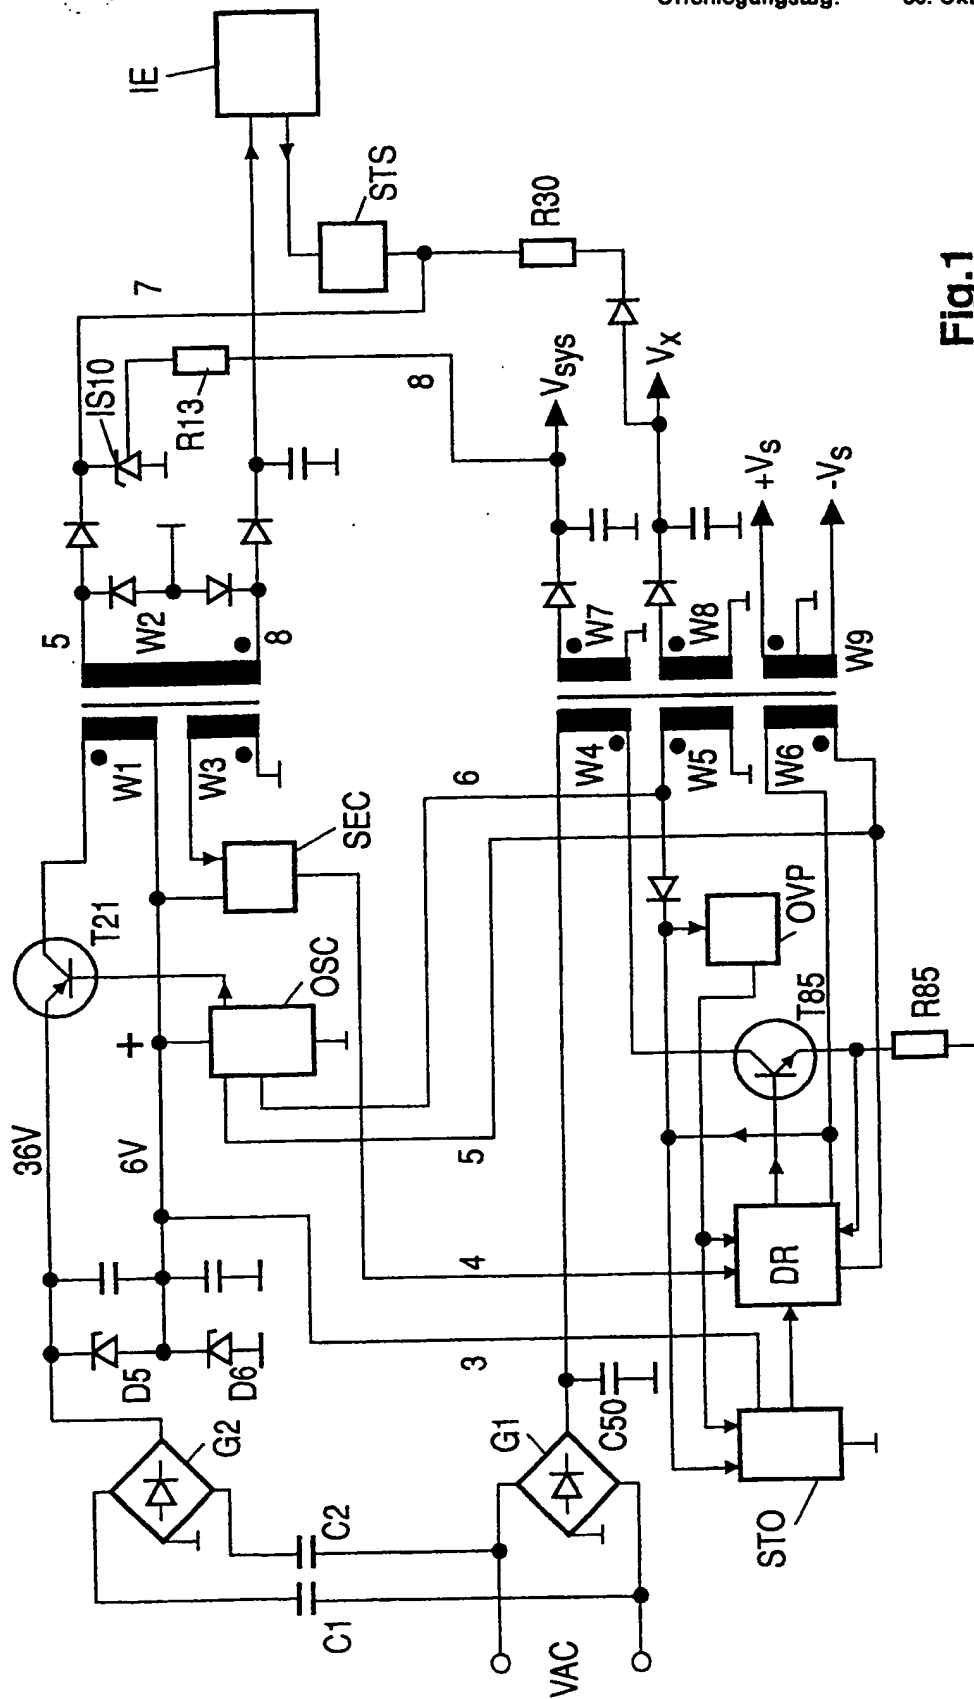 IE
STS
R30
7
IS10
R13
8
Vsys
VX
+VS
-VS
5
W2
8
W7
W8
W9
W1
W3
W4
W5
W6
6
SEC
T21
OSC
OVP
T85
R85
+
36V
6V
5
4
DR
3
D5
D6
G2
G1
C50
STO
C2
C1
VAC
Fig.1